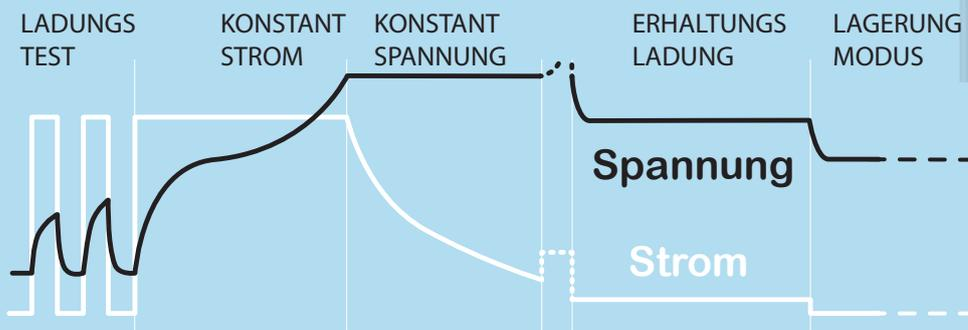 LADUNGS
TEST
KONSTANT
STROM
KONSTANT
SPANNUNG
ERHALTUNGS
LADUNG
LAGERUNG
MODUS
Spannung
Strom